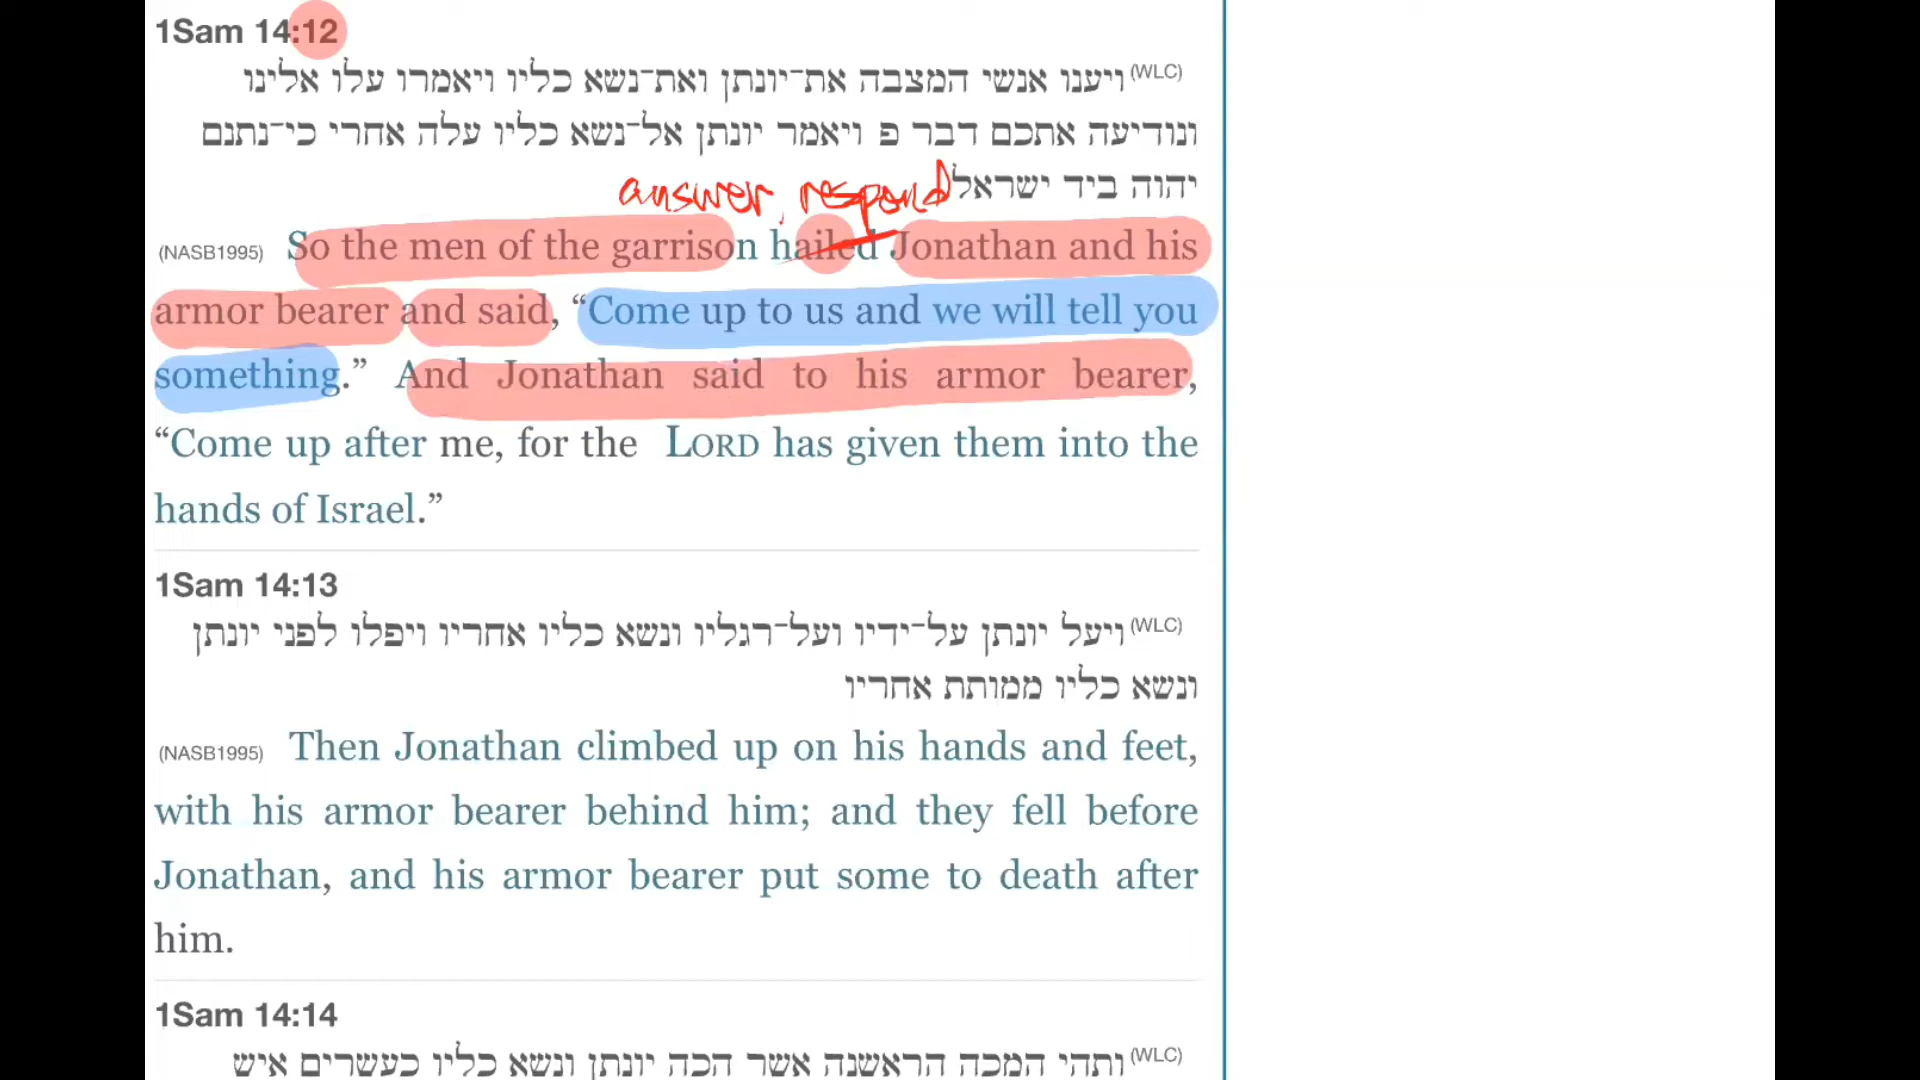 1Sam 14:12
(WLC) ויענו אנשי המצבה את־יונתן ואת־נשא כליו ויאמרו עלו אלינו
ונודיעה אתכם דבר פ ויאמר יונתן אל־נשא כליו עלה אחרי כי־נתנם
יהוה ביד ישראל
answer, respond
(NASB1995) So the men of the garrison hailed Jonathan and his
armor bearer and said, “Come up to us and we will tell you
something.” And Jonathan said to his armor bearer,
“Come up after me, for the LORD has given them into the
hands of Israel.”
1Sam 14:13
(WLC) ויעל יונתן על־ידיו ועל־רגליו ונשא כליו אחריו ויפלו לפני יונתן
ונשא כליו ממותת אחריו
(NASB1995) Then Jonathan climbed up on his hands and feet,
with his armor bearer behind him; and they fell before
Jonathan, and his armor bearer put some to death after
him.
1Sam 14:14
(WLC) ותהי המכה הראשנה אשר הכה יונתן ונשא כליו כעשרים איש